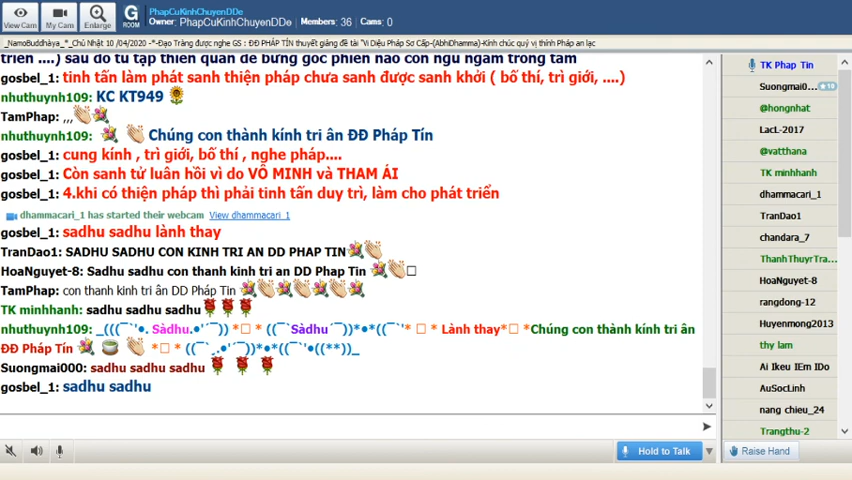 PhapCuKinhChuyenDDe
Owner: PhapCuKinhChuyenDDe Members: 36 Cams: 0
View Cam
My Cam
Enlarge
G
ROOM
_NamoBuddhàya_*_Chủ Nhật 10 /04/2020 -*-Đạo Tràng được nghe GS : ĐĐ PHÁP TÍN thuyết giảng đề tài "Vi Diệu Pháp Sơ Cấp-(AbhiDhamma)-Kính chúc quý vị thính Pháp an lạc
triển ....) sau đó tu tập thiền quán để bứng gốc phiền não còn ngủ ngầm trong tâm
gosbel_1: tinh tấn làm phát sanh thiện pháp chưa sanh được sanh khởi ( bố thí, trì giới, ....)
nhuthuynh109: KC KT949
TamPhap: ,,,
nhuthuynh109: Chúng con thành kính tri ân ĐĐ Pháp Tín
gosbel_1: cung kính , trì giới, bố thí , nghe pháp....
gosbel_1: Còn sanh tử luân hồi vì do VÔ MINH và THAM ÁI
gosbel_1: 4.khi có thiện pháp thì phải tinh tấn duy trì, làm cho phát triển
dhammacari_1 has started their webcam View dhammacari_1
gosbel_1: sadhu sadhu lành thay
TranDao1: SADHU SADHU CON KINH TRI AN DD PHAP TIN
HoaNguyet-8: Sadhu sadhu con thanh kinh tri an DD Phap Tin
TamPhap: con thanh kinh tri ân DD Pháp Tin
TK minhhanh: sadhu sadhu sadhu
nhuthuynh109: _(((¯`'•. Sàdhu.•'´¯)) *□ * ((¯`Sàdhu´¯))*•*((¯`'* □ * Lành thay*□ *Chúng con thành kính tri ân
ĐĐ Pháp Tín *□ * ((¯`.•'´¯))*•*((¯`'•((**))_
Suongmai000: sadhu sadhu sadhu
gosbel_1: sadhu sadhu
Hold to Talk
TK Phap Tin
Suongmai0...
@hongnhat
LacL-2017
@vatthana
TK minhhanh
dhammacari_1
TranDao1
chandara_7
ThanhThuyrTra...
HoaNguyet-8
rangdong-12
Huyenmong2013
thy lam
Ai Ikeu IEm IDo
AuSocLinh
nang chieu_24
Trangthu-2
Raise Hand